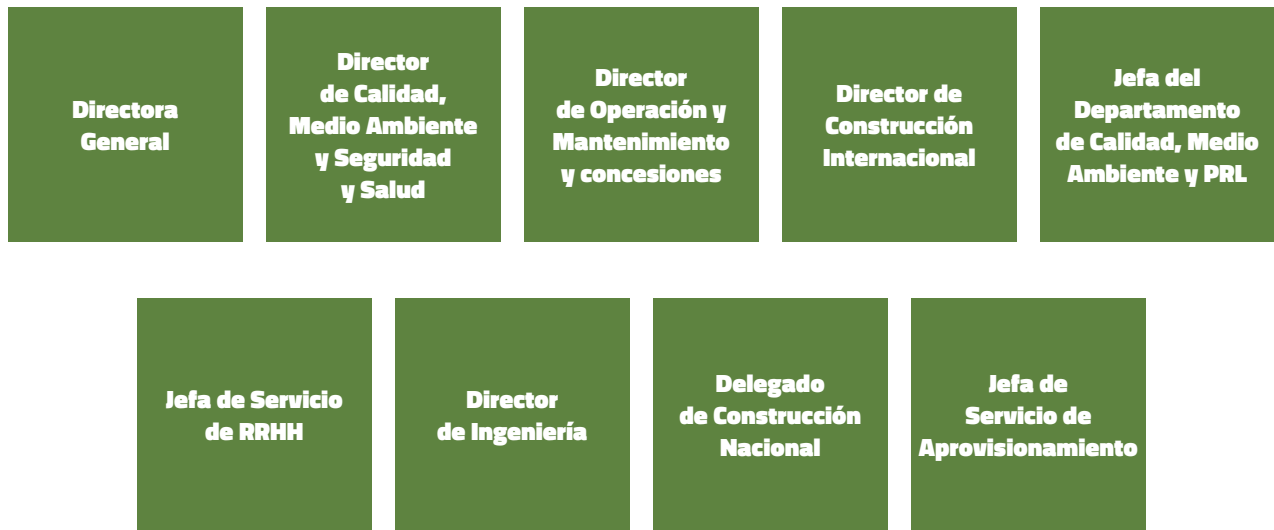 Directora
General
Director
de Calidad,
Medio Ambiente
y Seguridad
y Salud
Director
de Operación y
Mantenimiento
y concesiones
Director de
Construcción
Internacional
Jefa del
Departamento
de Calidad, Medio
Ambiente y PRL
Jefa de Servicio
de RRHH
Director
de Ingeniería
Delegado
de Construcción
Nacional
Jefa de
Servicio de
Aprovisionamiento